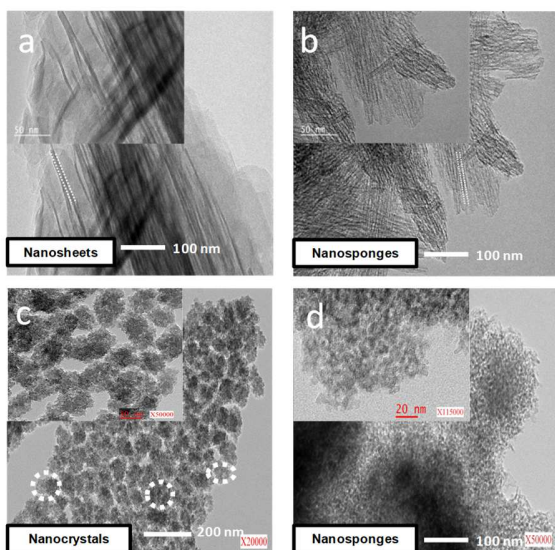 a
50 nm
Nanosheets
100 nm
b
50 nm
Nanosponges
100 nm
c
X50000
Nanocrystals
200 nm
X20000
d
20 nm
X115000
Nanosponges
100 nm
X50000